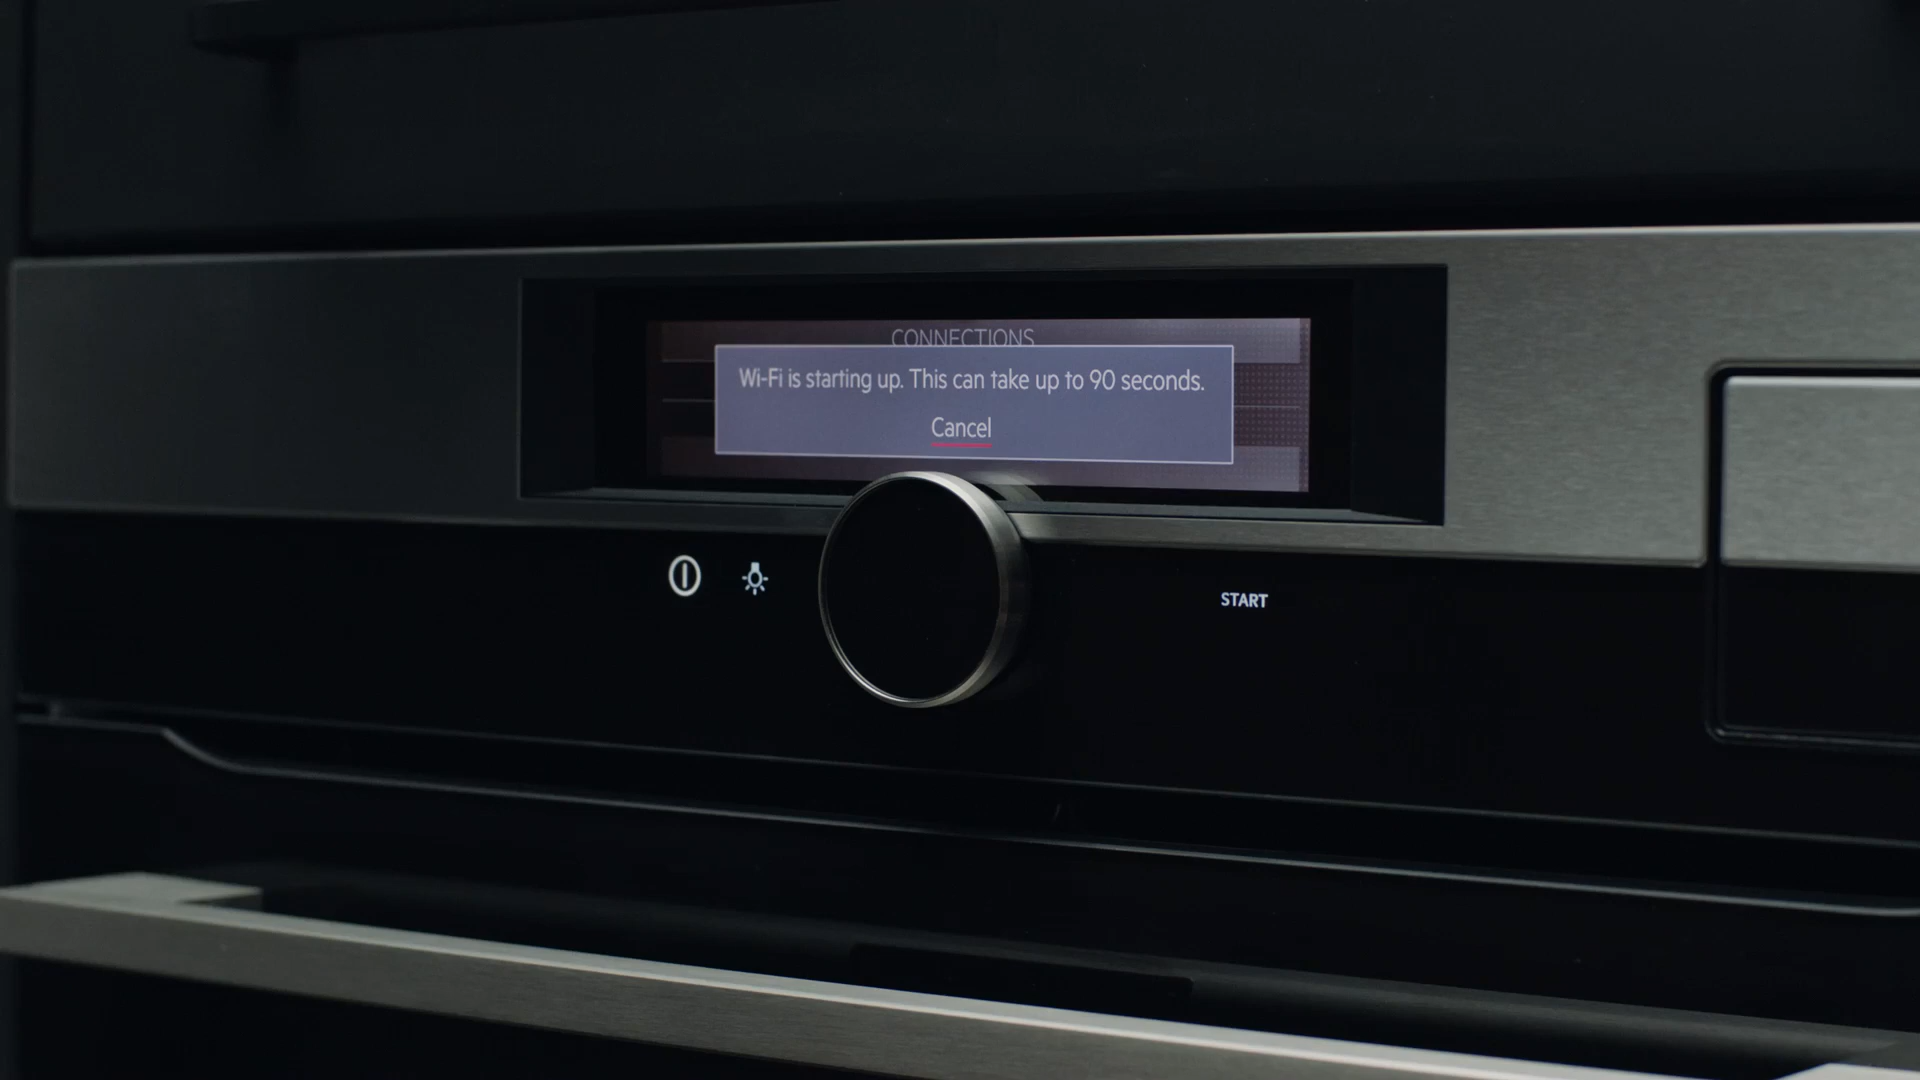 CONNECTIONS
Wi-Fi is starting up. This can take up to 90 seconds.
Cancel
START